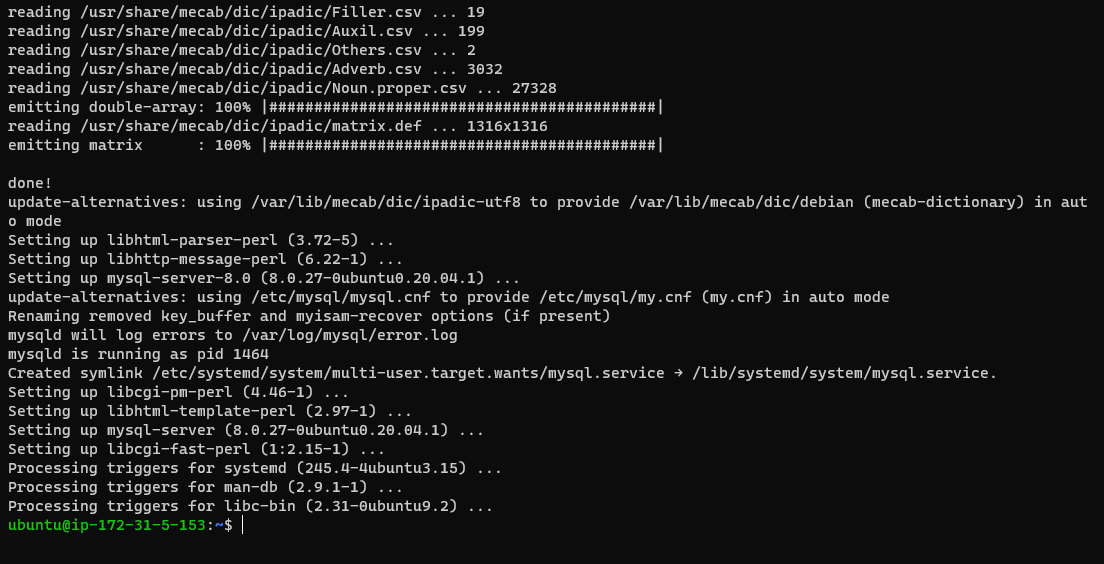 reading /usr/share/mecab/dic/ipadic/Filler.csv ... 19
reading /usr/share/mecab/dic/ipadic/Auxil.csv ... 199
reading /usr/share/mecab/dic/ipadic/Others.csv ... 2
reading /usr/share/mecab/dic/ipadic/Adverb.csv ... 3032
reading /usr/share/mecab/dic/ipadic/Noun.proper.csv ... 27328
emitting double-array: 100% |###########################################|
reading /usr/share/mecab/dic/ipadic/matrix.def ... 1316x1316
emitting matrix      : 100% |###########################################|

done!
update-alternatives: using /var/lib/mecab/dic/ipadic-utf8 to provide /var/lib/mecab/dic/debian (mecab-dictionary) in aut
o mode
Setting up libhtml-parser-perl (3.72-5) ...
Setting up libhttp-message-perl (6.22-1) ...
Setting up mysql-server-8.0 (8.0.27-0ubuntu0.20.04.1) ...
update-alternatives: using /etc/mysql/mysql.cnf to provide /etc/mysql/my.cnf (my.cnf) in auto mode
Renaming removed key_buffer and myisam-recover options (if present)
mysqld will log errors to /var/log/mysql/error.log
mysqld is running as pid 1464
Created symlink /etc/systemd/system/multi-user.target.wants/mysql.service → /lib/systemd/system/mysql.service.
Setting up libcgi-pm-perl (4.46-1) ...
Setting up libhtml-template-perl (2.97-1) ...
Setting up mysql-server (8.0.27-0ubuntu0.20.04.1) ...
Setting up libcgi-fast-perl (1:2.15-1) ...
Processing triggers for systemd (245.4-4ubuntu3.15) ...
Processing triggers for man-db (2.9.1-1) ...
Processing triggers for libc-bin (2.31-0ubuntu9.2) ...
ubuntu@ip-172-31-5-153:~$